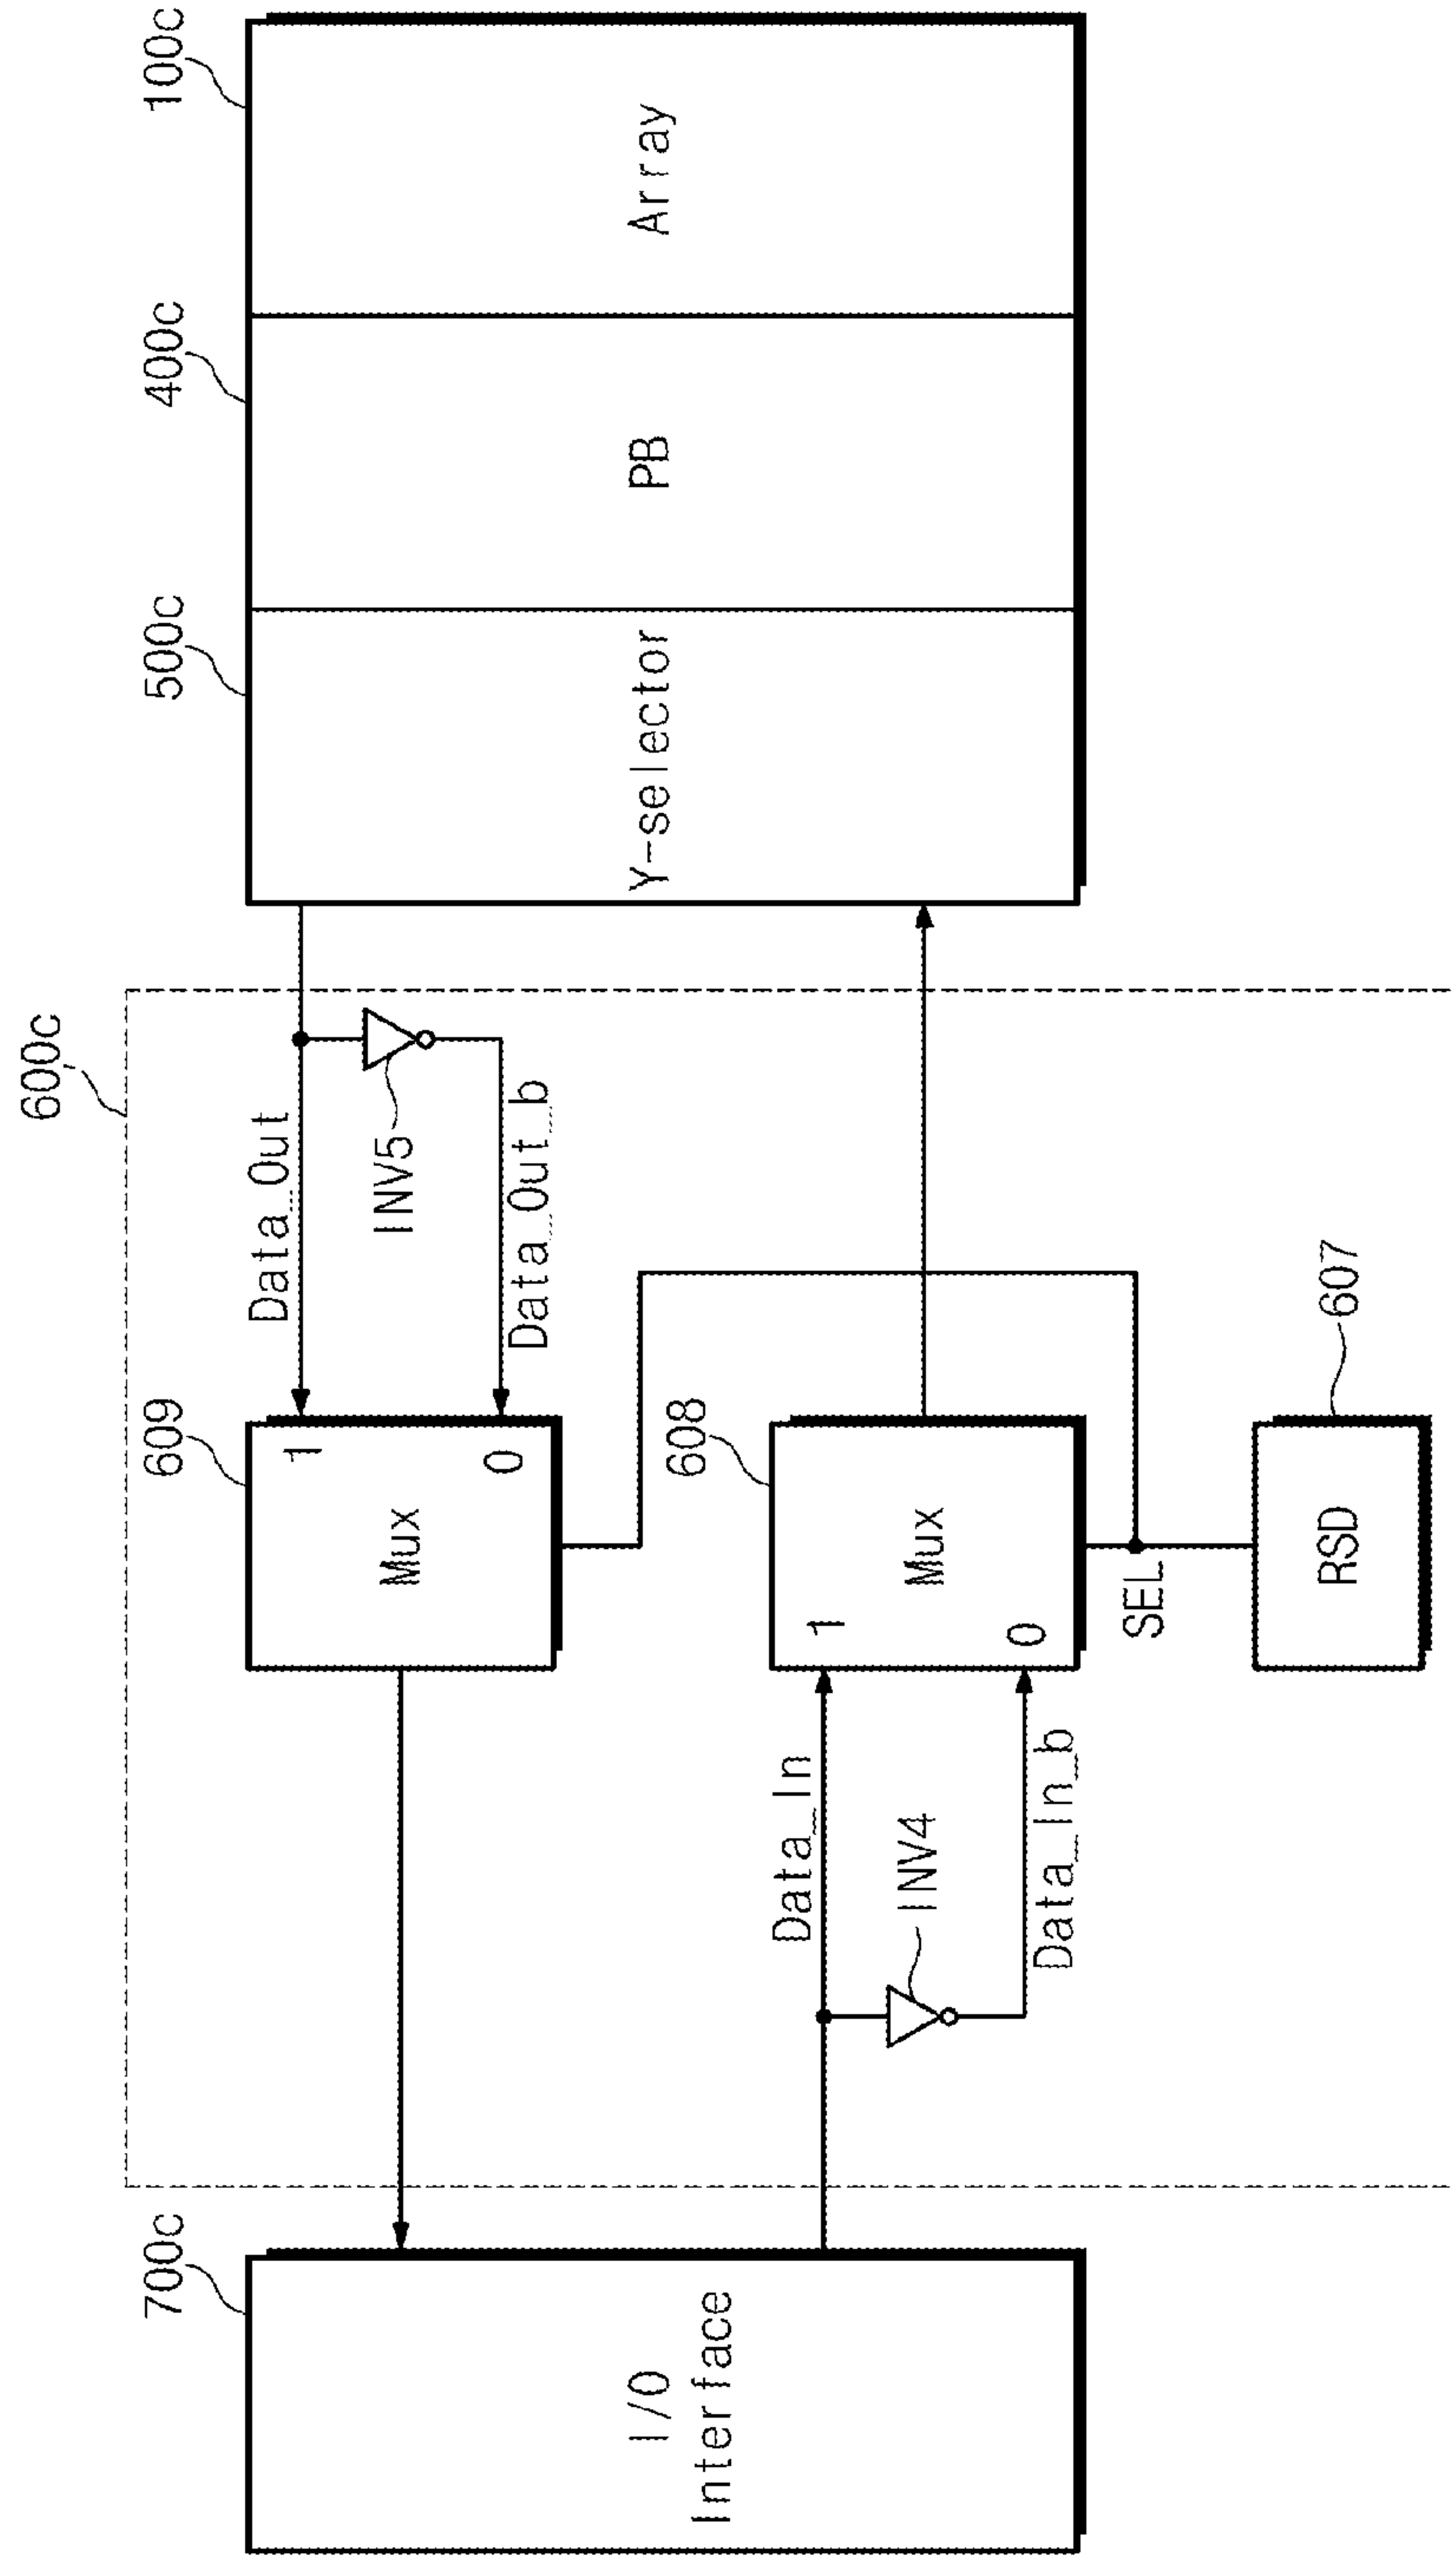 600c
700c
609
500c
400c
100c
Data_Out
1
Mux
INV5
0
Data_Out_b
I/O
Interface
Y-selector
PB
Array
608
Data_In
1
Mux
INV4
0
Data_In_b
SEL
607
RSD